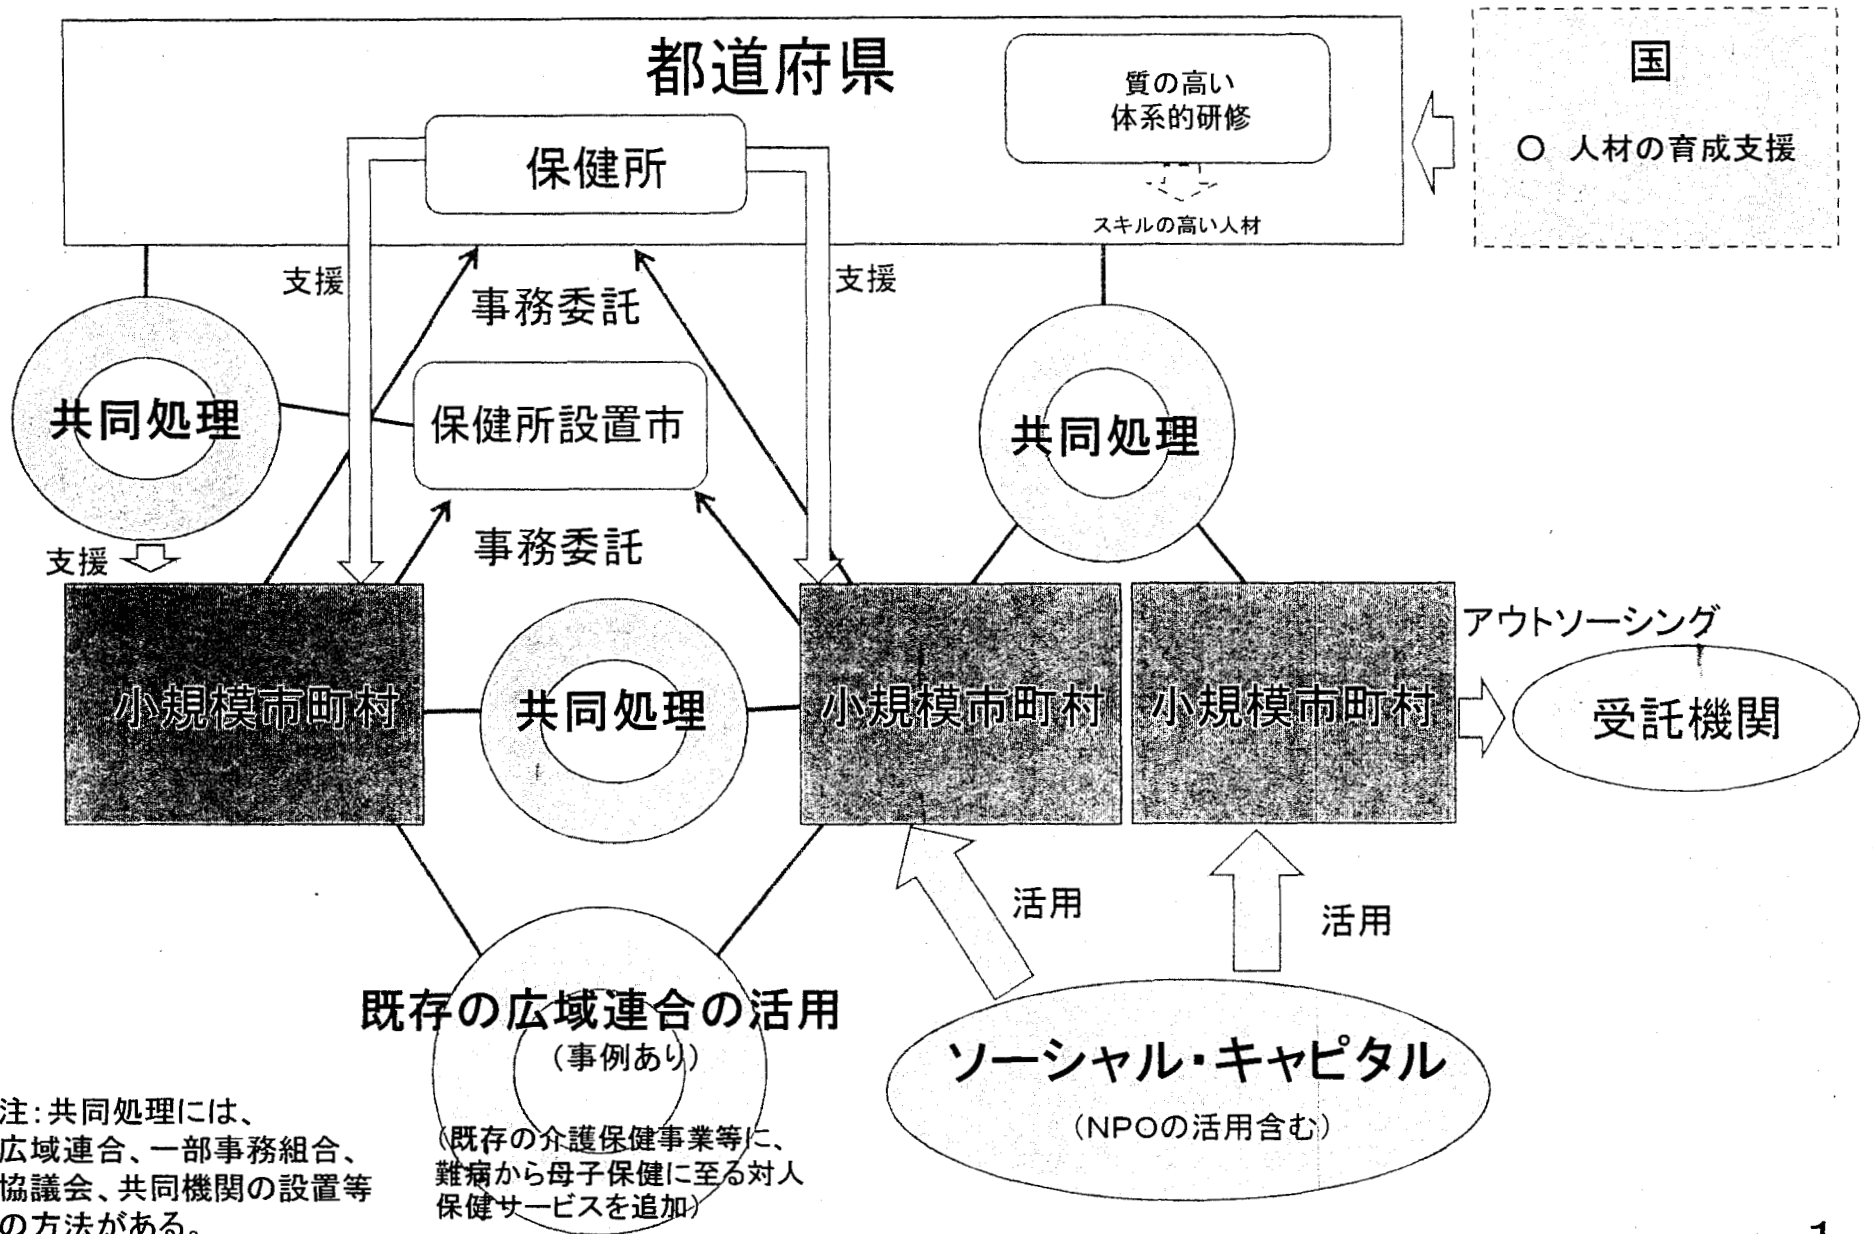 都道府県
質の高い
体系的研修
国
○ 人材の育成支援
保健所
スキルの高い人材
支援
事務委託
支援
共同処理
保健所設置市
共同処理
支援
事務委託
小規模市町村
共同処理
小規模市町村
小規模市町村
アウトソーシング
受託機関
活用
活用
既存の広域連合の活用
(事例あり)
(既存の介護保健事業等に、
難病から母子保健に至る対人
保健サービスを追加)
ソーシャル・キャピタル
(NPOの活用含む)
注:共同処理には、
広域連合、一部事務組合、
協議会、共同機関の設置等
の方法がある。
1